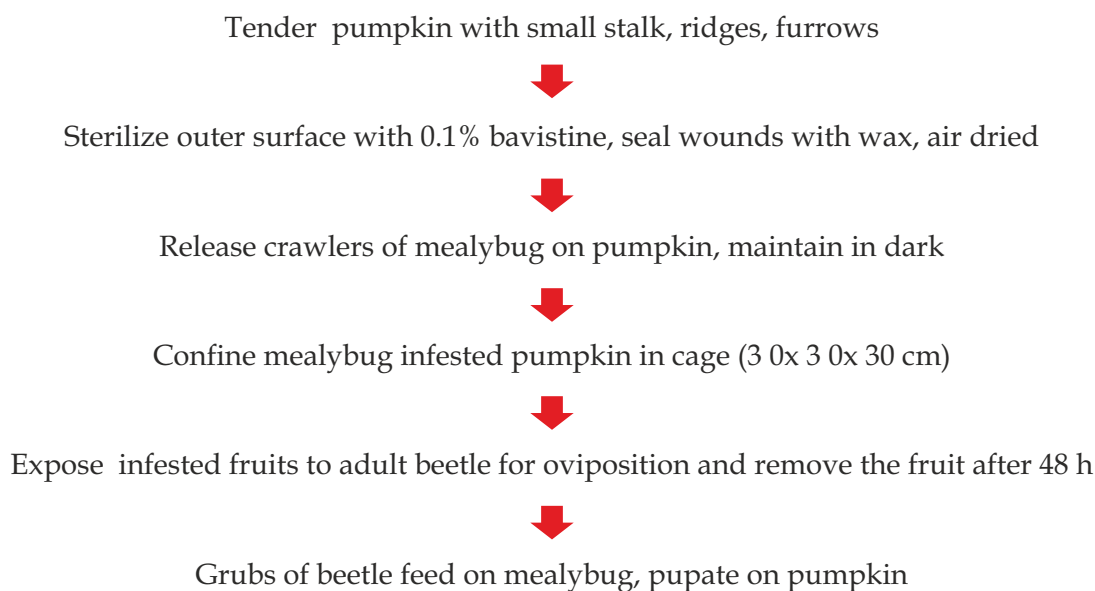 Tender pumpkin with small stalk, ridges, furrows
Sterilize outer surface with 0.1% bavistine, seal wounds with wax, air dried
Release crawlers of mealybug on pumpkin, maintain in dark
Confine mealybug infested pumpkin in cage (3 0x 3 0x 30 cm)
Expose infested fruits to adult beetle for oviposition and remove the fruit after 48 h
Grubs of beetle feed on mealybug, pupate on pumpkin